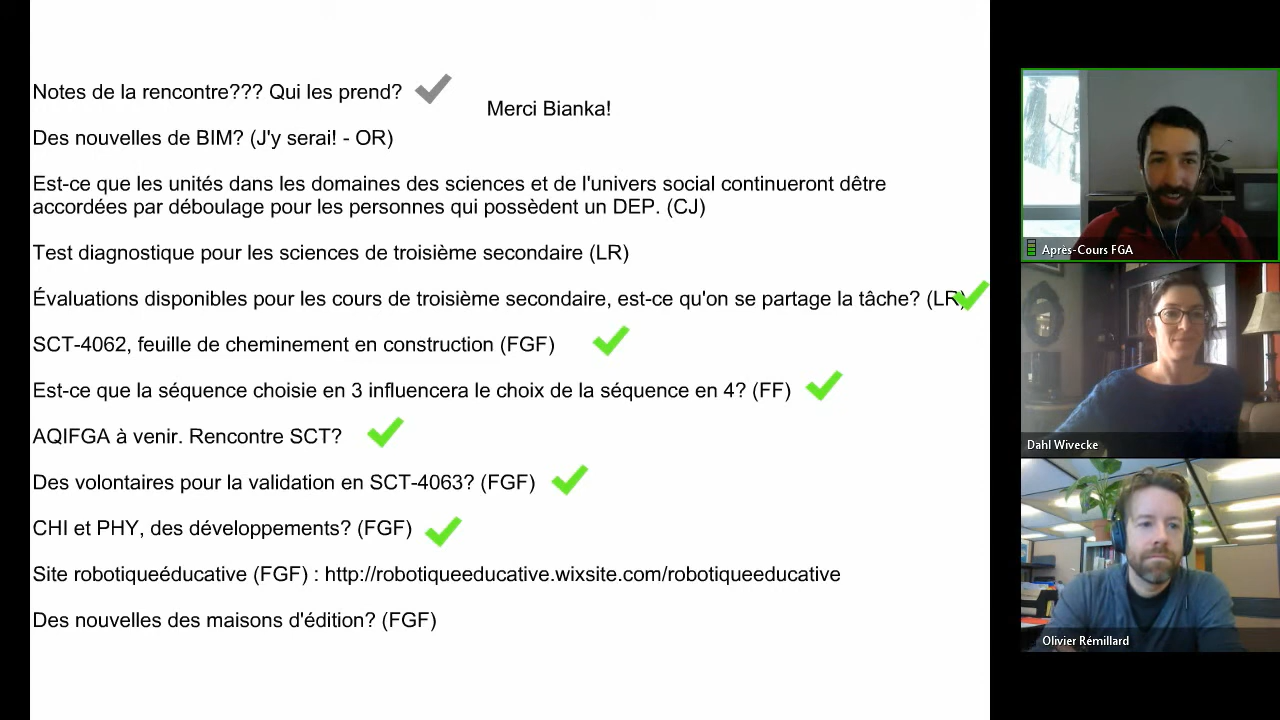 Notes de la rencontre??? Qui les prend?
Merci Bianka!
Des nouvelles de BIM? (J'y serai! - OR)
Est-ce que les unités dans les domaines des sciences et de l'univers social continueront dêtre
accordées par déboulage pour les personnes qui possèdent un DEP. (CJ)
Test diagnostique pour les sciences de troisième secondaire (LR)
Évaluations disponibles pour les cours de troisième secondaire, est-ce qu'on se partage la tâche? (LR)
SCT-4062, feuille de cheminement en construction (FGF)
Est-ce que la séquence choisie en 3 influencera le choix de la séquence en 4? (FF)
AQIFGA à venir. Rencontre SCT?
Des volontaires pour la validation en SCT-4063? (FGF)
CHI et PHY, des développements? (FGF)
Site robotiqueéducative (FGF) : http://robotiqueeducative.wixsite.com/robotiqueeducative
Des nouvelles des maisons d'édition? (FGF)
Après-Cours FGA
Dahl Wivecke
Olivier Rémillard